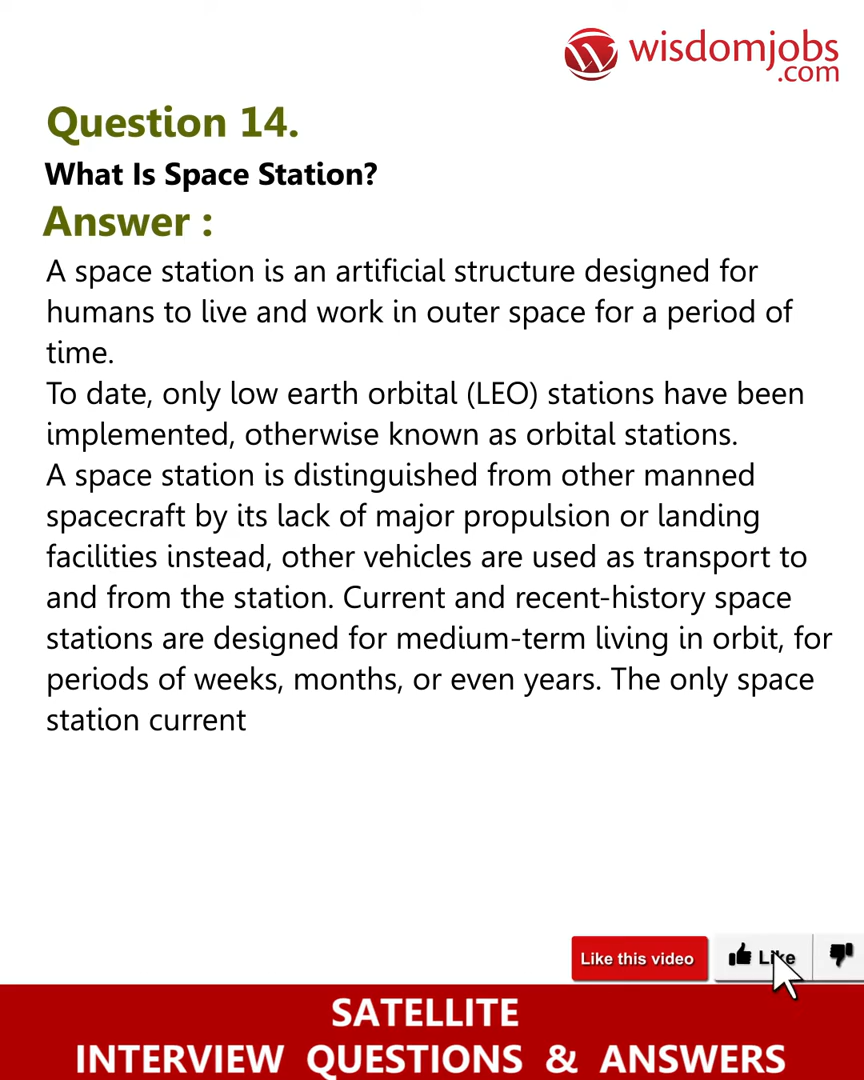 wisdomjobs
.com
Question 14.
What Is Space Station?
Answer :
A space station is an artificial structure designed for
humans to live and work in outer space for a period of
time.
To date, only low earth orbital (LEO) stations have been
implemented, otherwise known as orbital stations.
A space station is distinguished from other manned
spacecraft by its lack of major propulsion or landing
facilities instead, other vehicles are used as transport to
and from the station. Current and recent-history space
stations are designed for medium-term living in orbit, for
periods of weeks, months, or even years. The only space
station current
Like this video
Like
SATELLITE
INTERVIEW QUESTIONS & ANSWERS